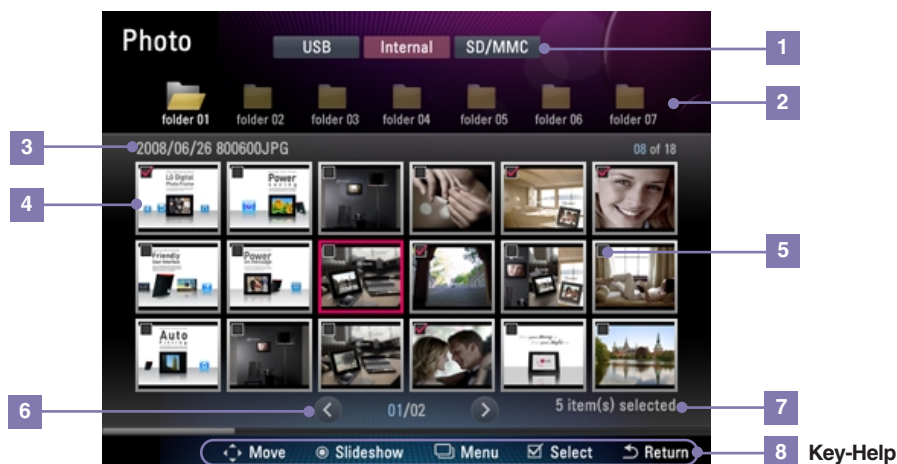 Photo
USB Internal SD/MMC
1
folder 01 folder 02 folder 03 folder 04 folder 05 folder 06 folder 07
2
3
2008/06/26 800600JPG 08 of 18
4
LG Digital
Photo Frame
Power
5
Friendly
User Interface
Power
Auto
6
01/02
5 item(s) selected
7
Move Slideshow Menu Select Return
8 Key-Help